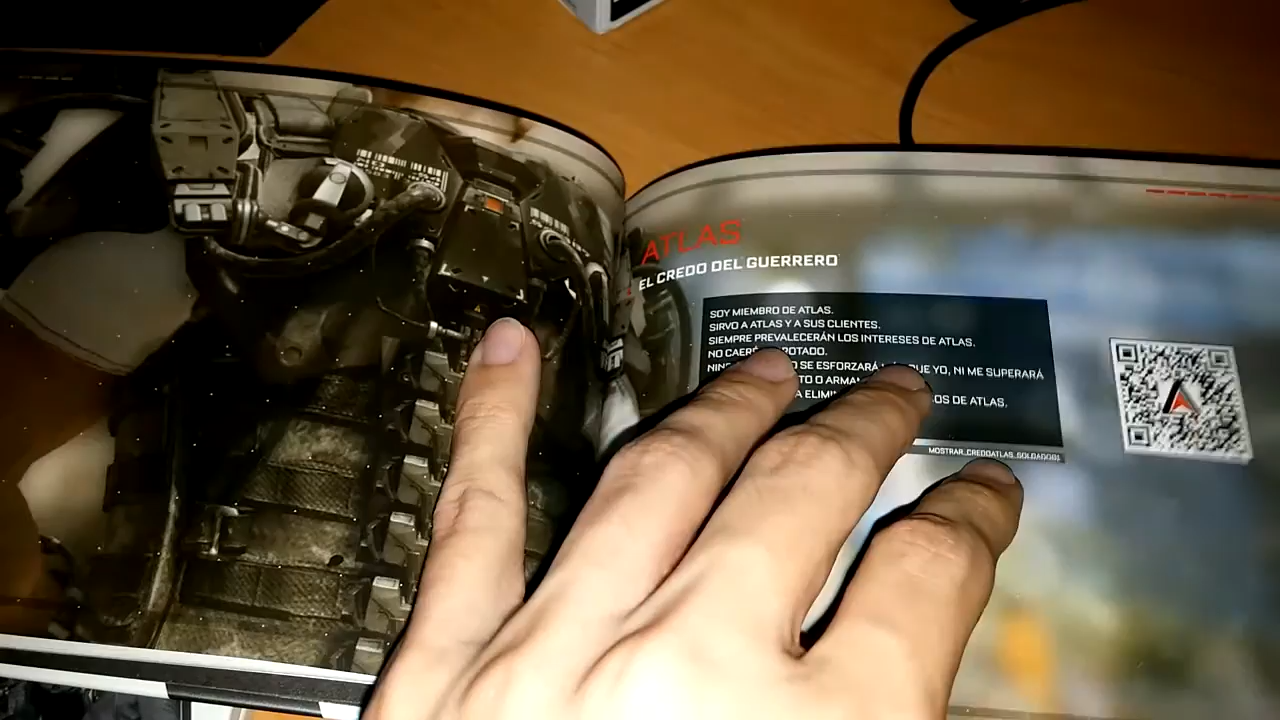 ATLAS
EL CREDO DEL GUERRERO
SOY MIEMBRO DE ATLAS.
SIRVO A ATLAS Y A SUS CLIENTES.
SIEMPRE PREVALECERÁN LOS INTERESES DE ATLAS.
NO CAERÉ
SE ESFORZARÁ QUE YO, NI ME SUPERARÁ
O
A DE ATLAS.
MOSTRAR_CREDOATLAS_SOLDADO01